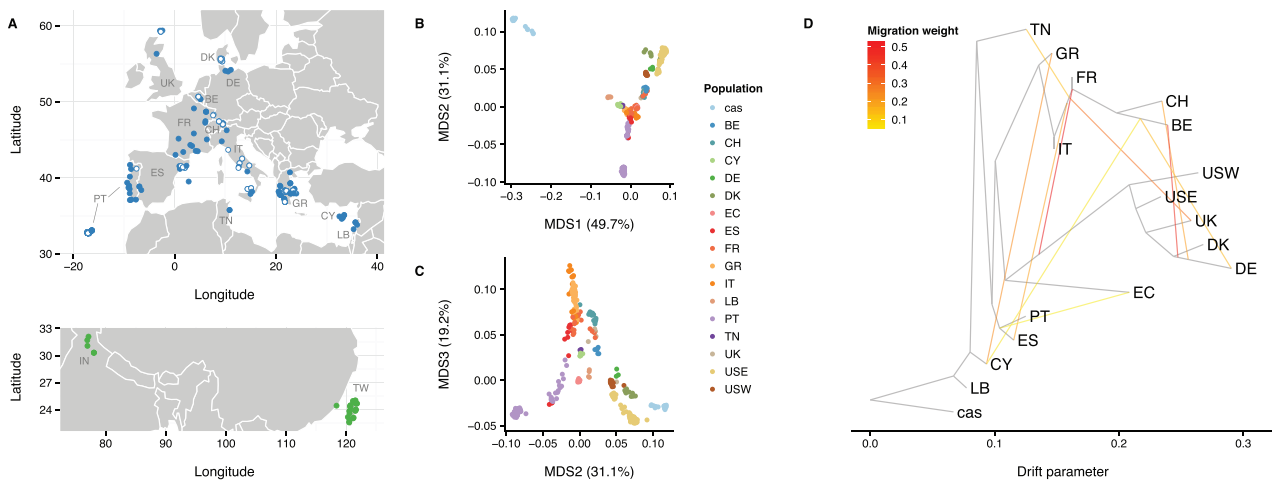 A
60
50
40
30
Latitude
−20
0
20
40
Longitude
UK
DK
DE
BE
FR
CH
IT
ES
PT
GR
TN
CY
LB
33
30
27
24
Latitude
IN
TW
80
90
100
110
120
Longitude
B
0.10
0.05
0.00
−0.05
−0.10
MDS2 (31.1%)
−0.3
−0.2
−0.1
0.0
0.1
MDS1 (49.7%)
C
0.10
0.05
0.00
−0.05
MDS3 (19.2%)
−0.10
−0.05
0.00
0.05
0.10
MDS2 (31.1%)
Population
cas
BE
CH
CY
DE
DK
EC
ES
FR
GR
IT
LB
PT
TN
UK
USE
USW
D
Migration weight
0.5
0.4
0.3
0.2
0.1
TN
GR
FR
CH
BE
IT
USW
USE
UK
DK
DE
EC
PT
ES
CY
LB
cas
0.0
0.1
0.2
0.3
Drift parameter